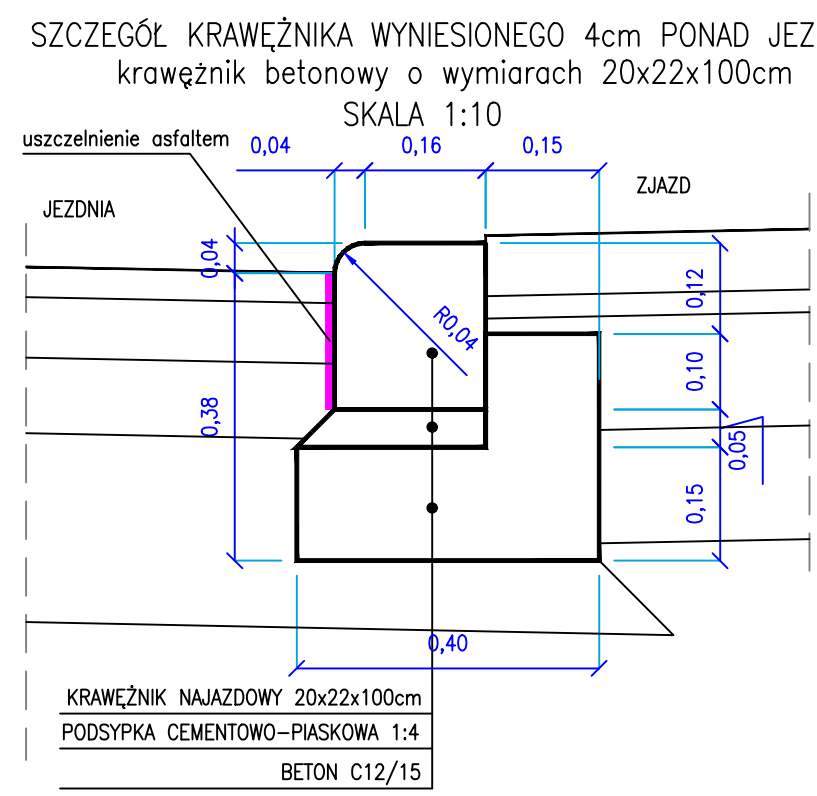 SZCZEGÓŁ KRAWĘŻNIKA WYNIESIONEGO 4cm PONAD JEZ
krawężnik betonowy o wymiarach 20x22x100cm
SKALA 1:10
uszczelnienie asfaltem
0,04
0,16
0,15
JEZDNIA
ZJAZD
0,04
0,12
R0,04
0,10
0,38
0,05
0,15
0,40
KRAWĘŻNIK NAJAZDOWY 20x22x100cm
PODSYPKA CEMENTOWO-PIASKOWA 1:4
BETON C12/15